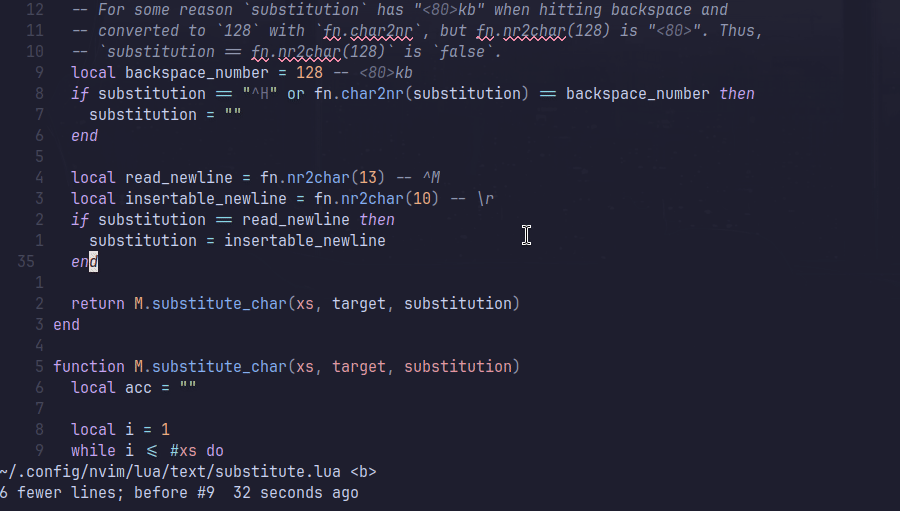 12 -- For some reason `substitution` has "<80>kb" when hitting backspace and
11 -- converted to `128` with `fn.char2nr`, but fn.nr2char(128) is "<80>". Thus,
10 -- `substitution == fn.nr2char(128)` is `false`.
9 local backspace_number = 128 -- <80>kb
8 if substitution == "^H" or fn.char2nr(substitution) == backspace_number then
7 substitution = ""
6 end
5
4 local read_newline = fn.nr2char(13) -- ^M
3 local insertable_newline = fn.nr2char(10) -- \r
2 if substitution == read_newline then
1 substitution = insertable_newline
35 end
1
2 return M.substitute_char(xs, target, substitution)
3 end
4
5 function M.substitute_char(xs, target, substitution)
6 local acc = ""
7
8 local i = 1
9 while i <= #xs do
~/.config/nvim/lua/text/substitute.lua <b>
6 fewer lines; before #9 32 seconds ago